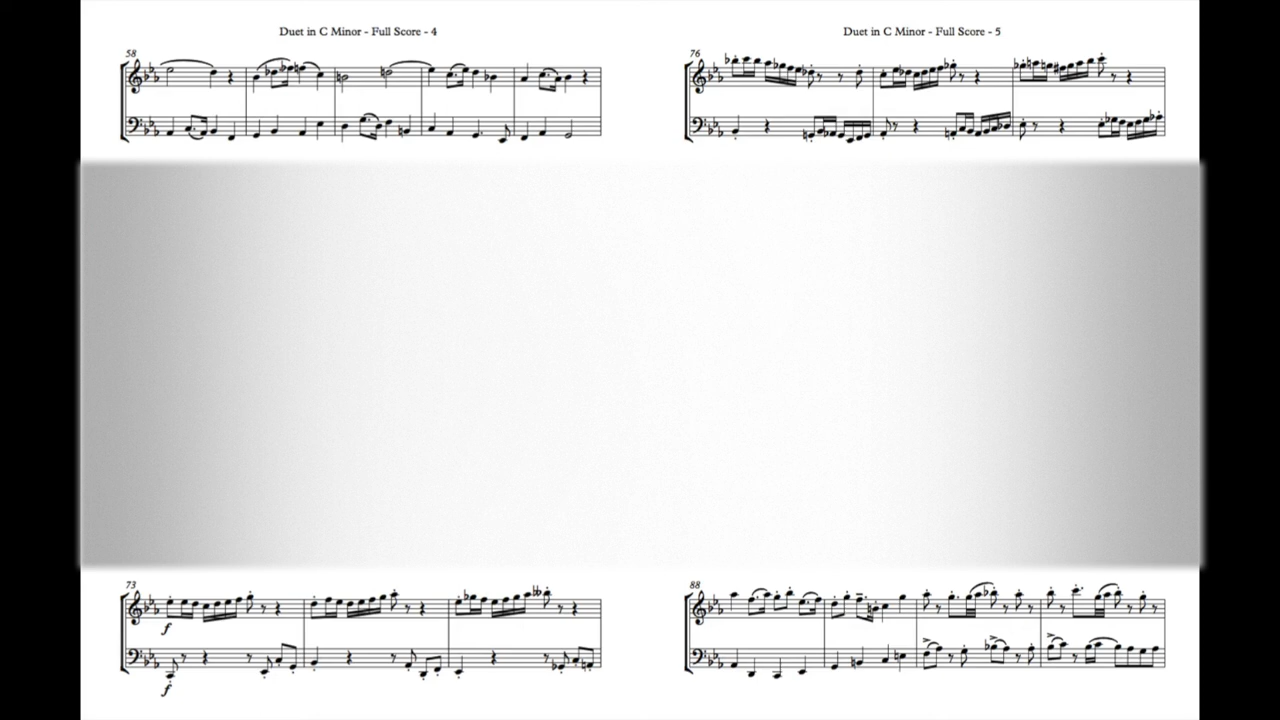 Duet in C Minor - Full Score - 4
58
73
f
f
Duet in C Minor - Full Score - 5
76
88